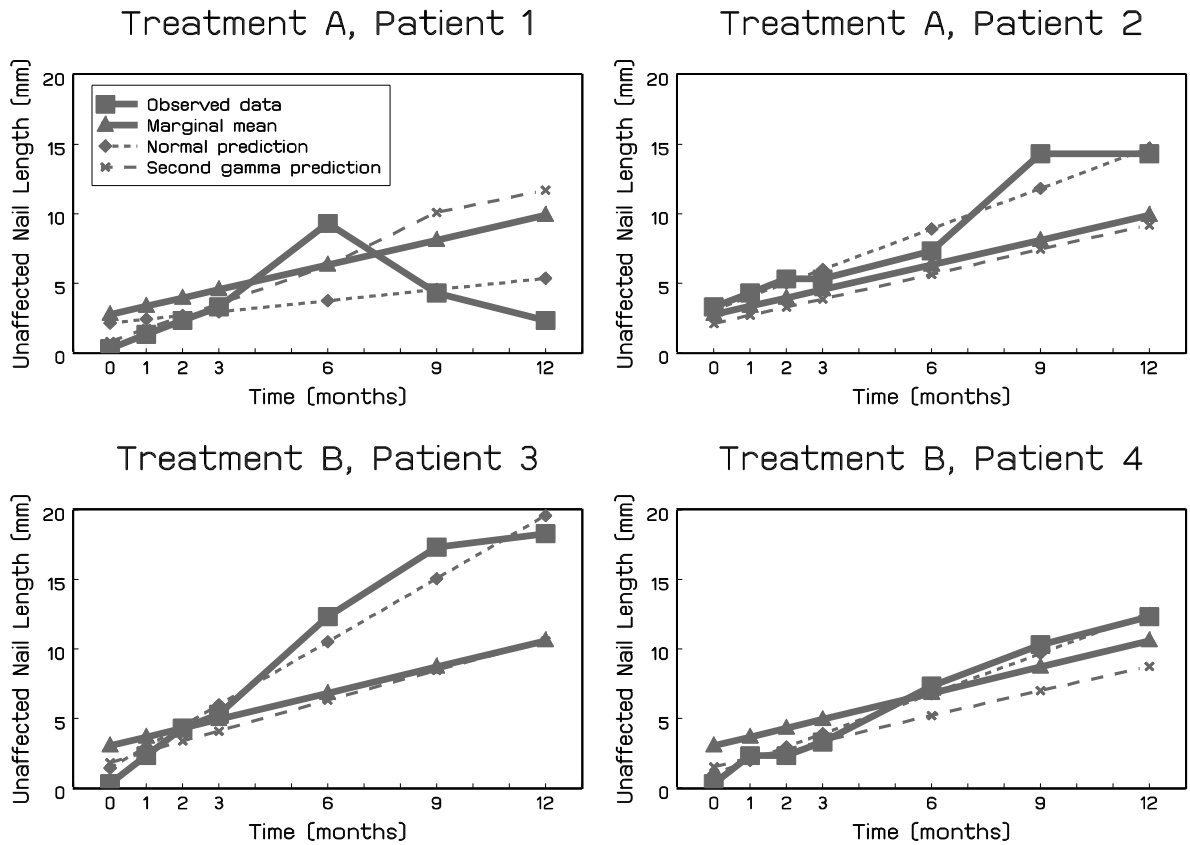 Treatment A, Patient 1
Unaffected Nail Length (mm)
20
15
10
5
0
Observed data
Marginal mean
Normal prediction
Second gamma prediction
0 1 2 3 6 9 12
Time (months)
Treatment A, Patient 2
Unaffected Nail Length (mm)
20
15
10
5
0
0 1 2 3 6 9 12
Time (months)
Treatment B, Patient 3
Unaffected Nail Length (mm)
20
15
10
5
0
0 1 2 3 6 9 12
Time (months)
Treatment B, Patient 4
Unaffected Nail Length (mm)
20
15
10
5
0
0 1 2 3 6 9 12
Time (months)